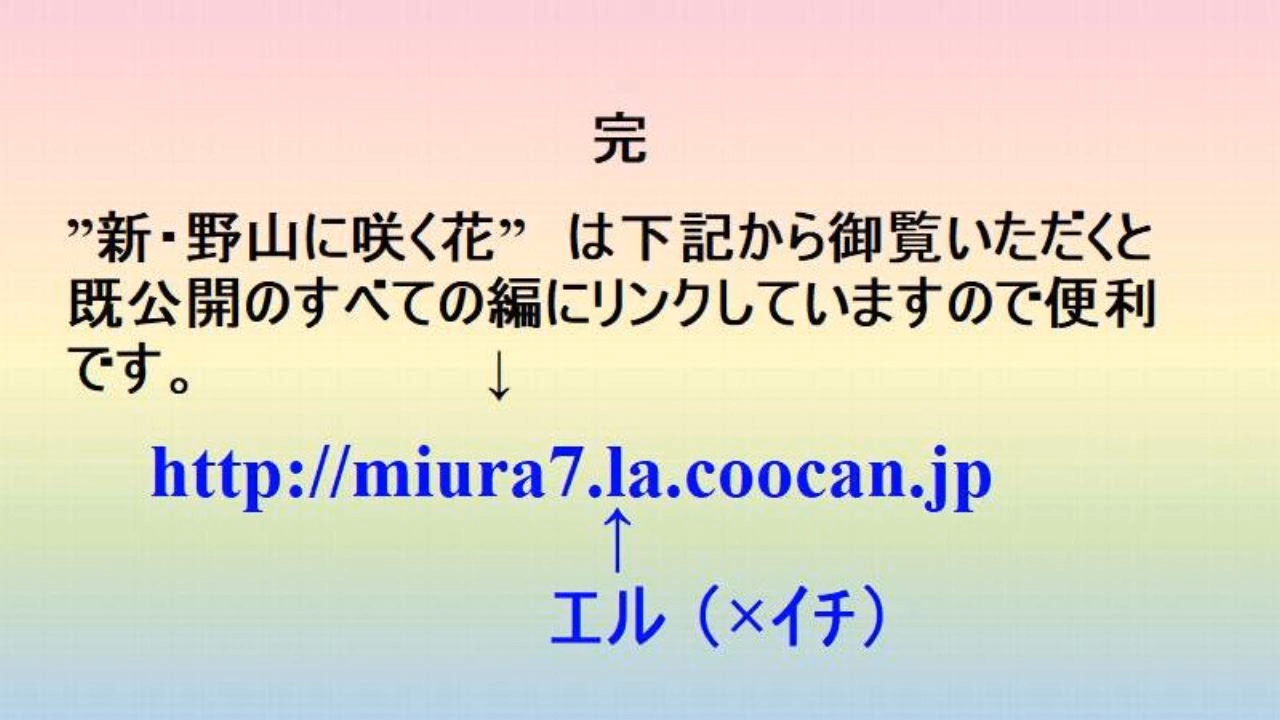 完
”新・野山に咲く花”　は下記から御覧いただくと
既公開のすべての編にリンクしていますので便利
です。　　　　　　↓
http://miura7.la.coocan.jp
↑
エル（×イチ）